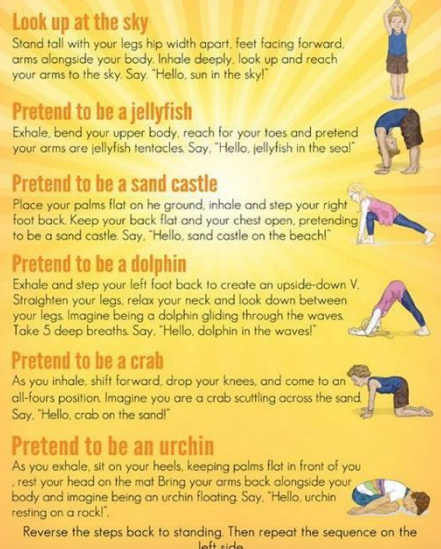 Look up at the sky
Stand tall with your legs hip width apart, feet facing forward,
arms alongside your body. Inhale deeply, look up and reach
your arms to the sky. Say. "Hello, sun in the sky!"
Pretend to be a jellyfish
Exhale, bend your upper body, reach for your toes and pretend
your arms are jellyfish tentacles. Say, "Hello, jellyfish in the sea!"
Pretend to be a sand castle
Place your palms flat on he ground, inhale and step your right
foot back. Keep your back flat and your chest open, pretending
to be a sand castle. Say, "Hello, sand castle on the beach!"
Pretend to be a dolphin
Exhale and step your left foot back to create an upside-down V.
Straighten your legs, relax your neck and look down between
your legs. Imagine being a dolphin gliding through the waves.
Take 5 deep breaths. Say, "Hello, dolphin in the waves!"
Pretend to be a crab
As you inhale, shift forward, drop your knees, and come to an
all-fours position. Imagine you are a crab scuttling across the sand.
Say, "Hello, crab on the sand!"
Pretend to be an urchin
As you exhale, sit on your heels, keeping palms flat in front of you
, rest your head on the mat Bring your arms back alongside your
body and imagine being an urchin floating. Say, "Hello, urchin
resting on a rock!".
Reverse the steps back to standing. Then repeat the sequence on the
left side